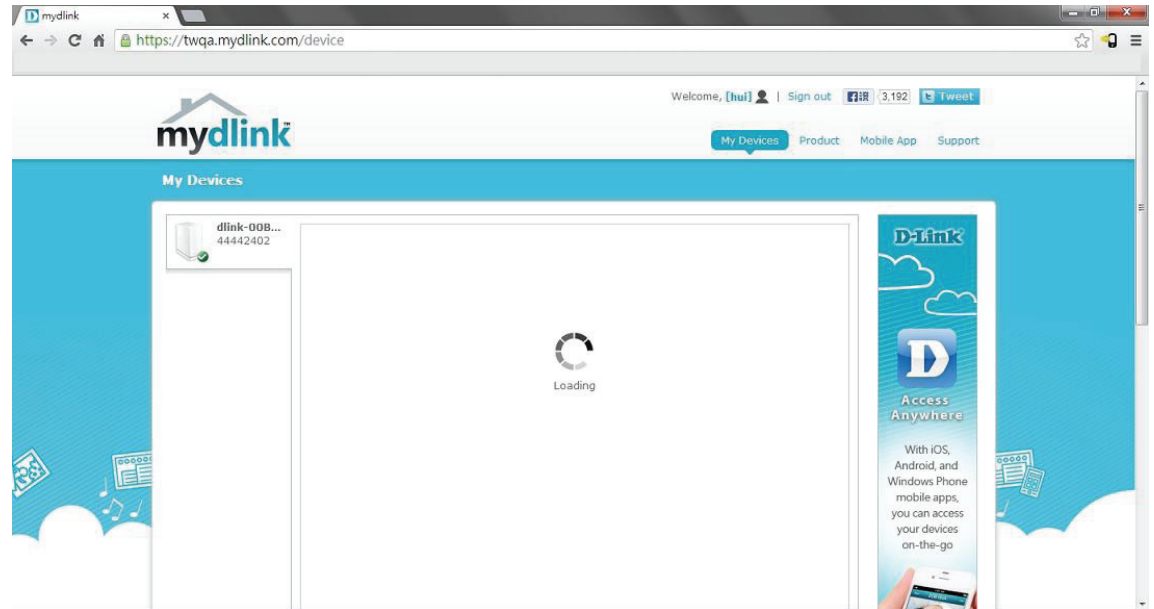 mydlink
https://twqa.mydlink.com/device
Welcome, [hui] | Sign out 3,192 Tweet
mydlink
My Devices Product Mobile App Support
My Devices
dlink-00B...
44442402
Loading
D-Link
D
Access
Anywhere
With iOS,
Android, and
Windows Phone
mobile apps,
you can access
your devices
on-the-go